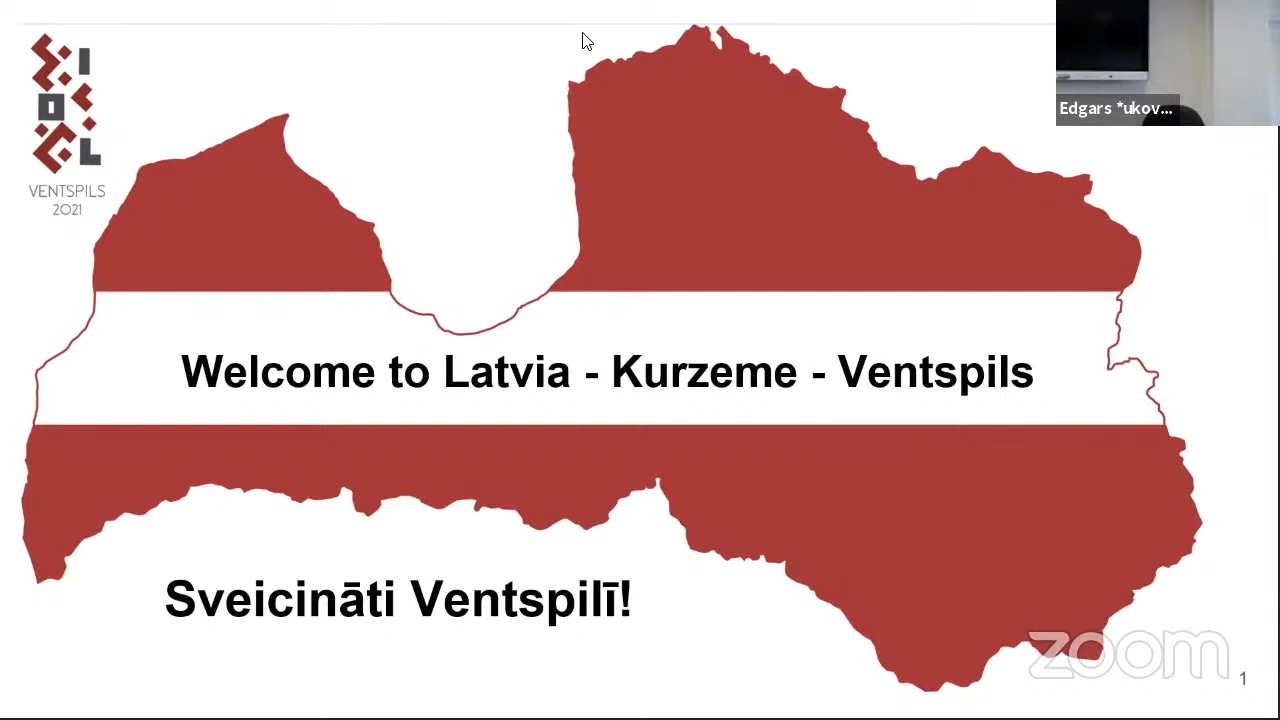 VENTSPILS
2021
Edgars *ukov...
Welcome to Latvia - Kurzeme - Ventspils
Sveicināti Ventspilī!
zoom
1